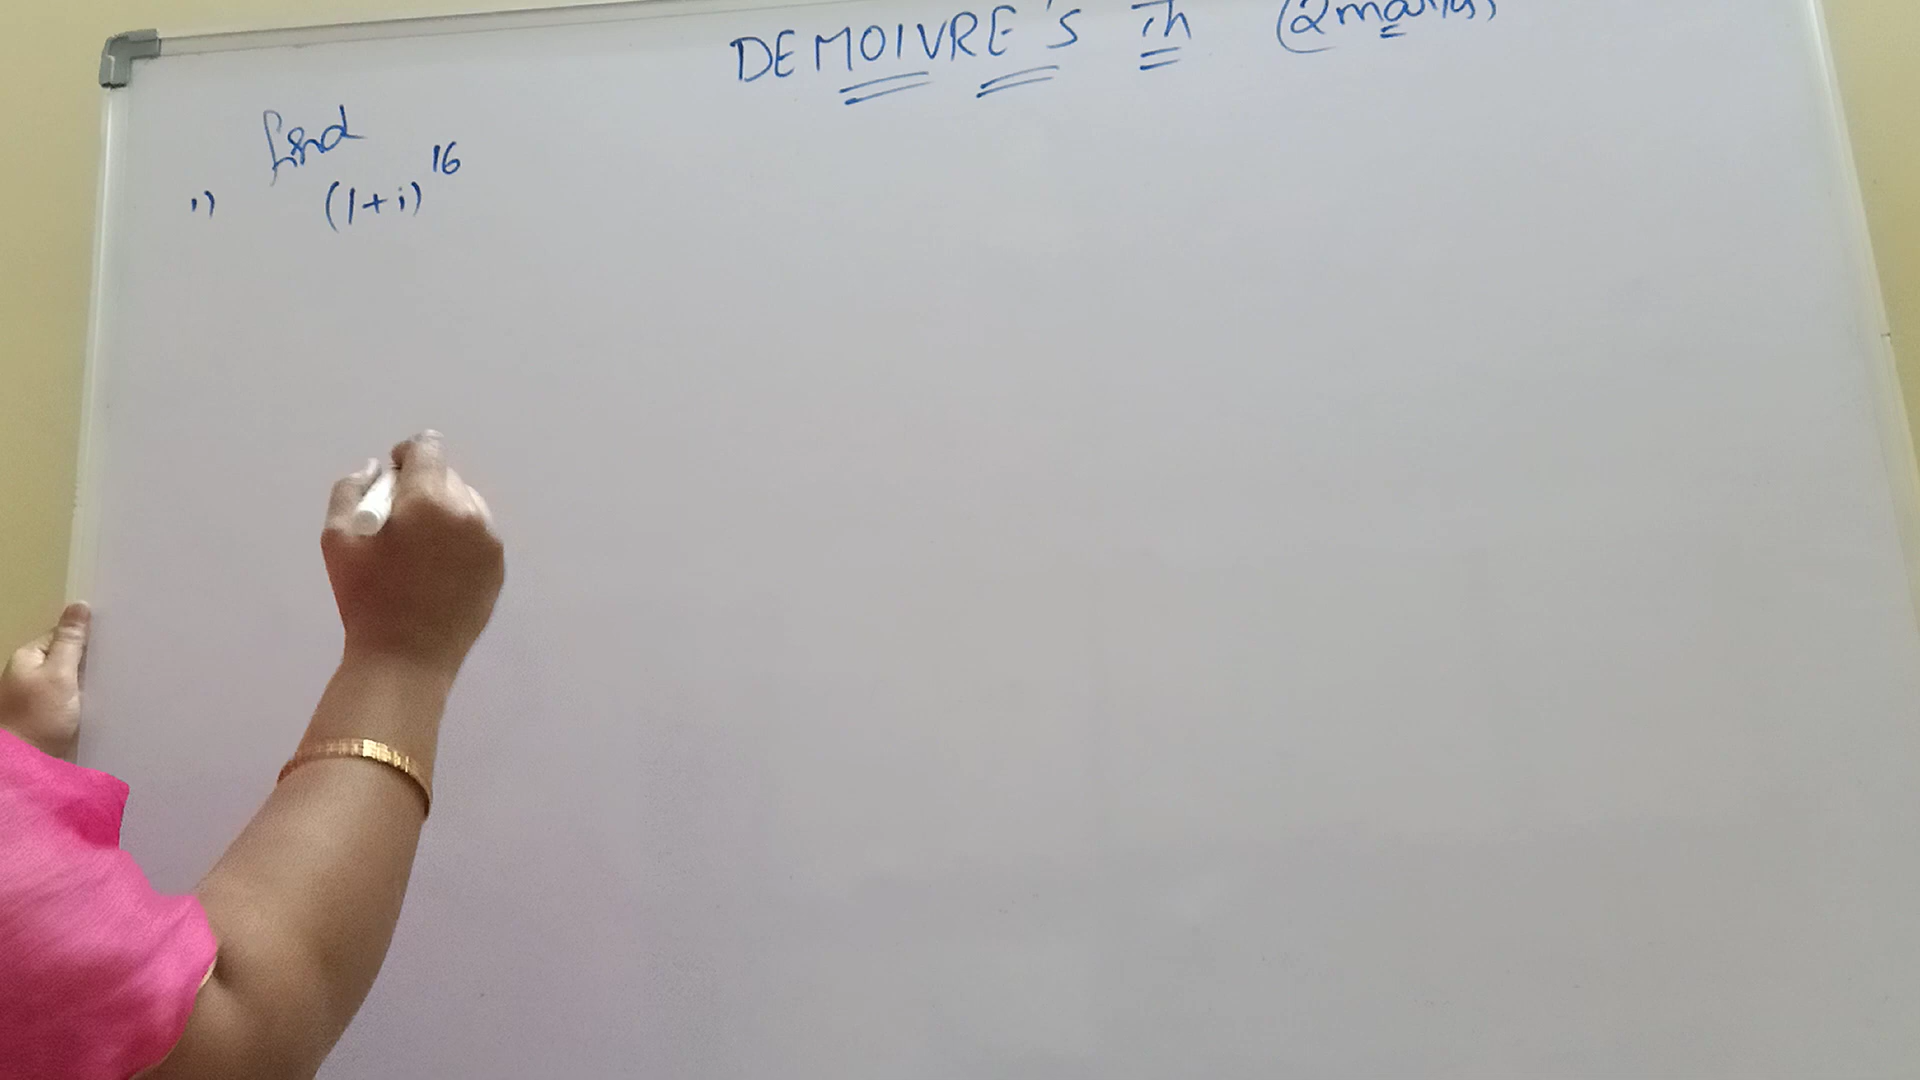 DEMOIVRE'S Th (2marks)
find
1) (1+i)^16